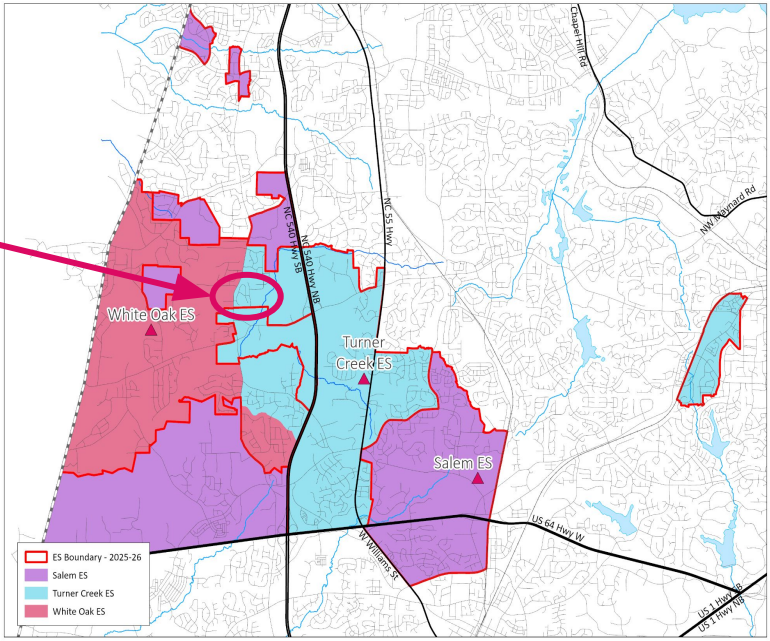 Chapel Hill Rd
NW Maynard Rd
NC 55 Hwy
NC 540 Hwy SB
NC 540 Hwy NB
White Oak ES
Turner
Creek ES
Salem ES
US 64 Hwy W
W Williams St
US 1 Hwy SB
US 1 Hwy NB
ES Boundary - 2025-26
Salem ES
Turner Creek ES
White Oak ES